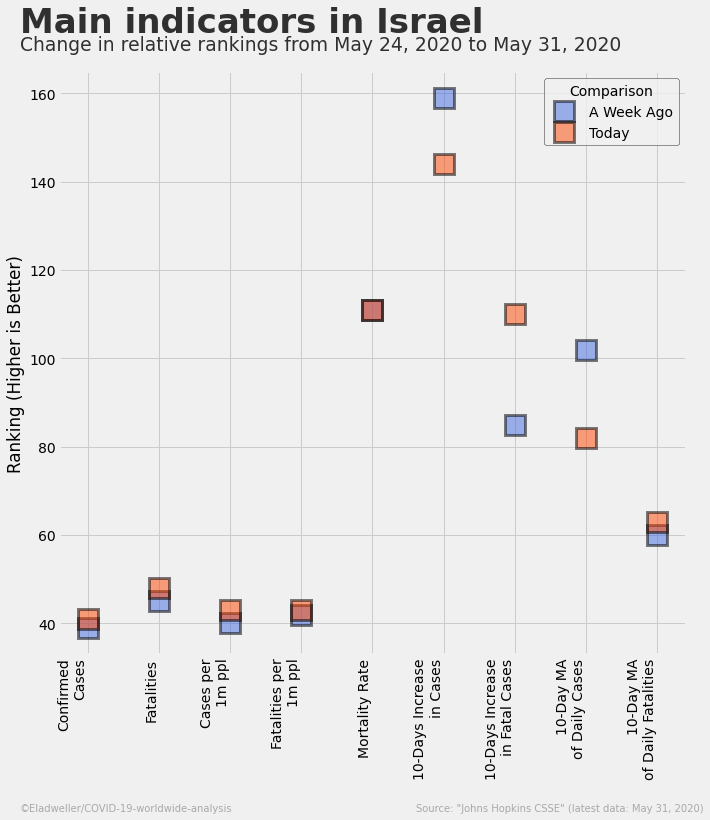 Main indicators in Israel
Change in relative rankings from May 24, 2020 to May 31, 2020
Comparison
A Week Ago
Today
Ranking (Higher is Better)
160
140
120
100
80
60
40
Confirmed
Cases
Fatalities
Cases per
1m ppl
Fatalities per
1m ppl
Mortality Rate
10-Days Increase
in Cases
10-Days Increase
in Fatal Cases
10-Day MA
of Daily Cases
10-Day MA
of Daily Fatalities
©Eladweller/COVID-19-worldwide-analysis
Source: "Johns Hopkins CSSE" (latest data: May 31, 2020)